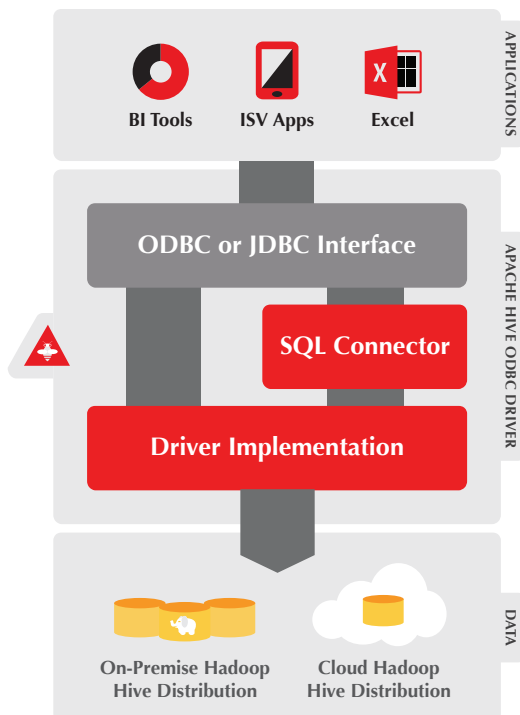 BI Tools
ISV Apps
X
Excel
APPLICATIONS
ODBC or JDBC Interface
SQL Connector
Driver Implementation
APACHE HIVE ODBC DRIVER
On-Premise Hadoop
Hive Distribution
Cloud Hadoop
Hive Distribution
DATA